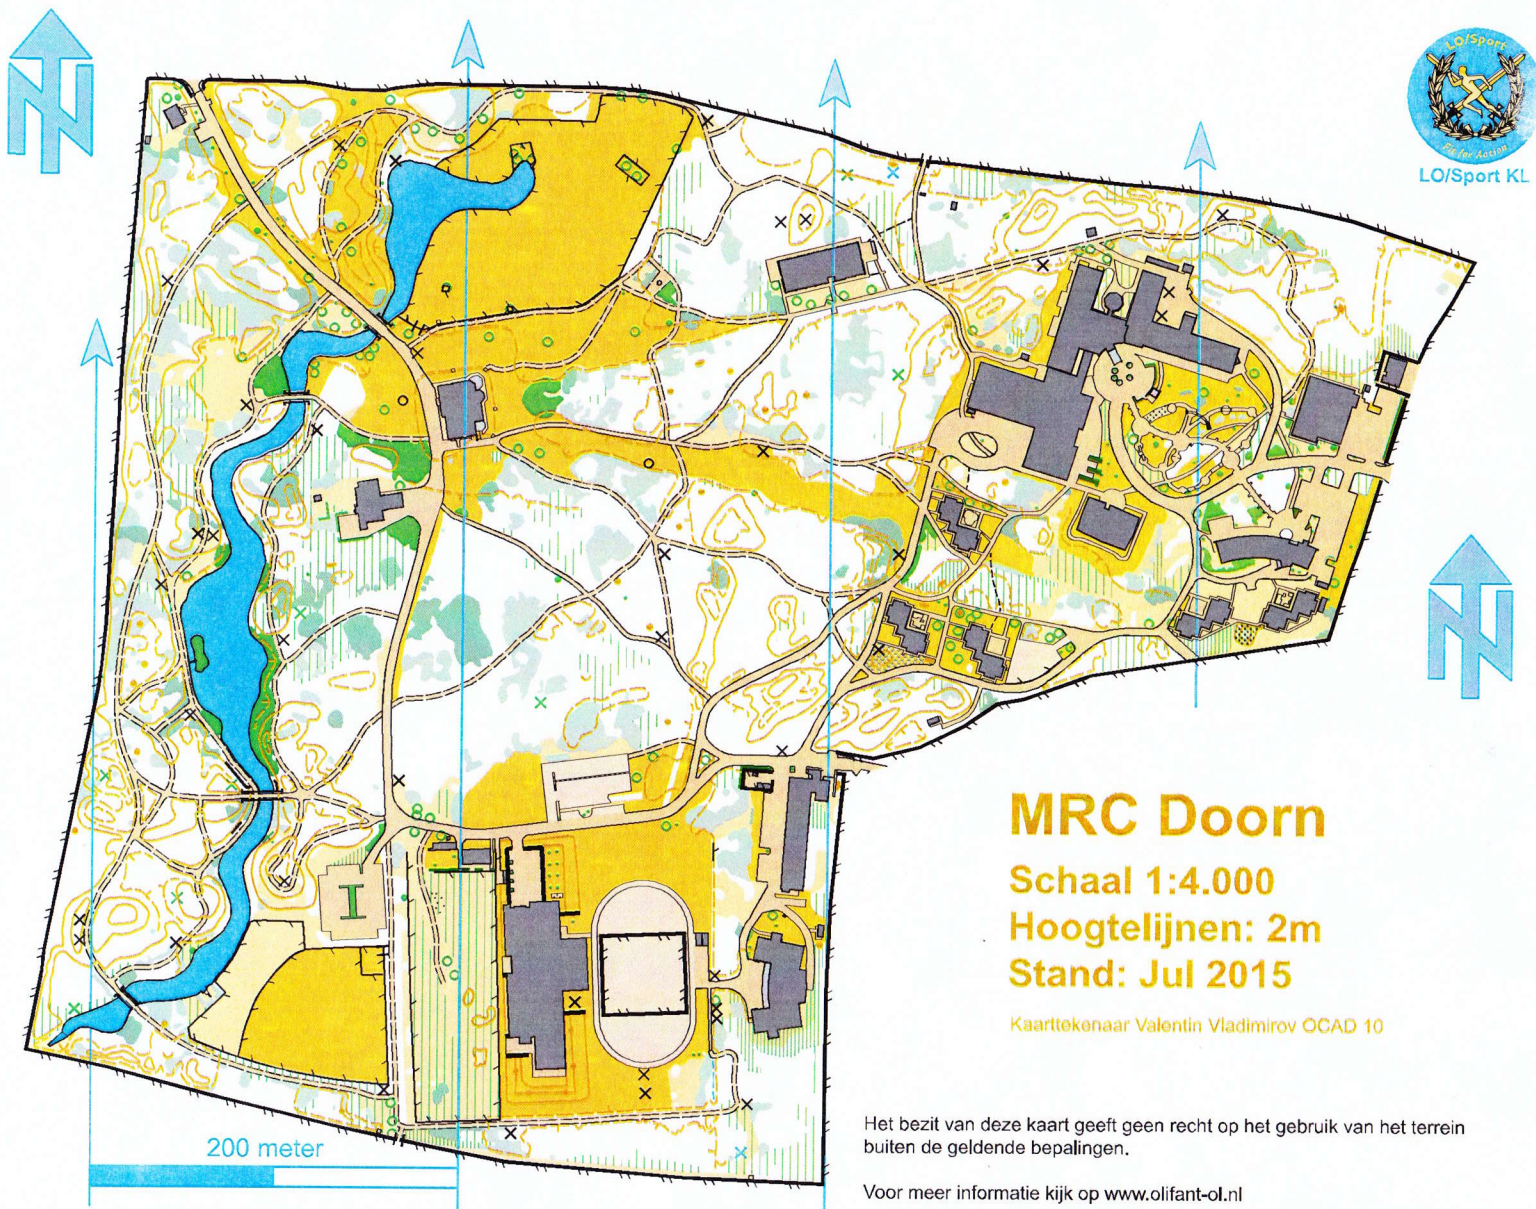 LO/Sport
Fit for Action
LO/Sport KL
N
N
MRC Doorn
Schaal 1:4.000
Hoogtelijnen: 2m
Stand: Jul 2015
Kaarttekenaar Valentin Vladimirov OCAD 10
200 meter
Het bezit van deze kaart geeft geen recht op het gebruik van het terrein
buiten de geldende bepalingen.
Voor meer informatie kijk op www.olifant-ol.nl